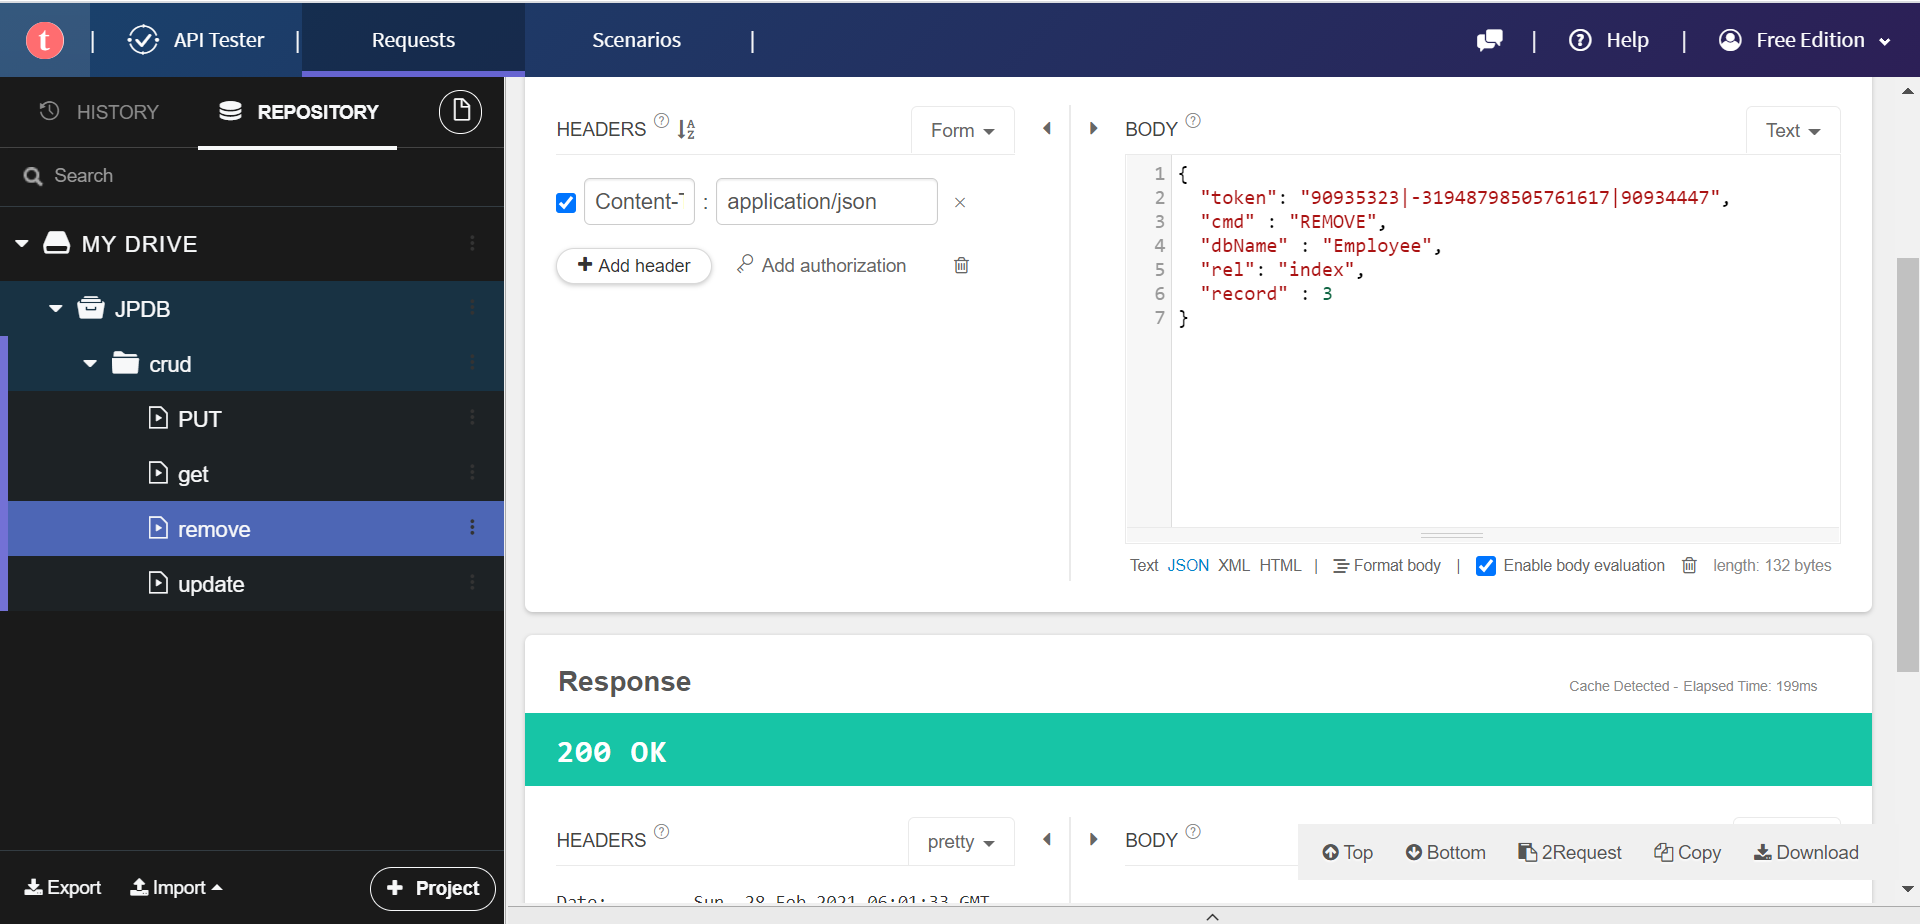 t | API Tester | Requests Scenarios | | Help | Free Edition
HISTORY REPOSITORY
Search
MY DRIVE
JPDB
crud
PUT
get
remove
update
Export Import + Project
HEADERS ? Form
Content-T : application/json ×
+ Add header Add authorization
BODY ? Text
1 {
2 "token": "90935323|-31948798505761617|90934447",
3 "cmd" : "REMOVE",
4 "dbName" : "Employee",
5 "rel": "index",
6 "record" : 3
7 }
Text JSON XML HTML | Format body | Enable body evaluation length: 132 bytes
Response
Cache Detected - Elapsed Time: 199ms
200 OK
HEADERS ? pretty
BODY ?
Top Bottom 2Request Copy Download
Date: Sun, 28 Feb 2021 06:01:33 GMT